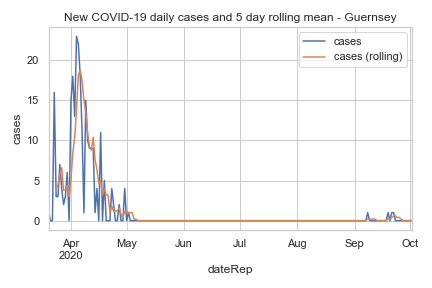 New COVID-19 daily cases and 5 day rolling mean - Guernsey
cases
cases (rolling)
20
15
10
5
0
cases
Apr
2020
May
Jun
Jul
Aug
Sep
Oct
dateRep